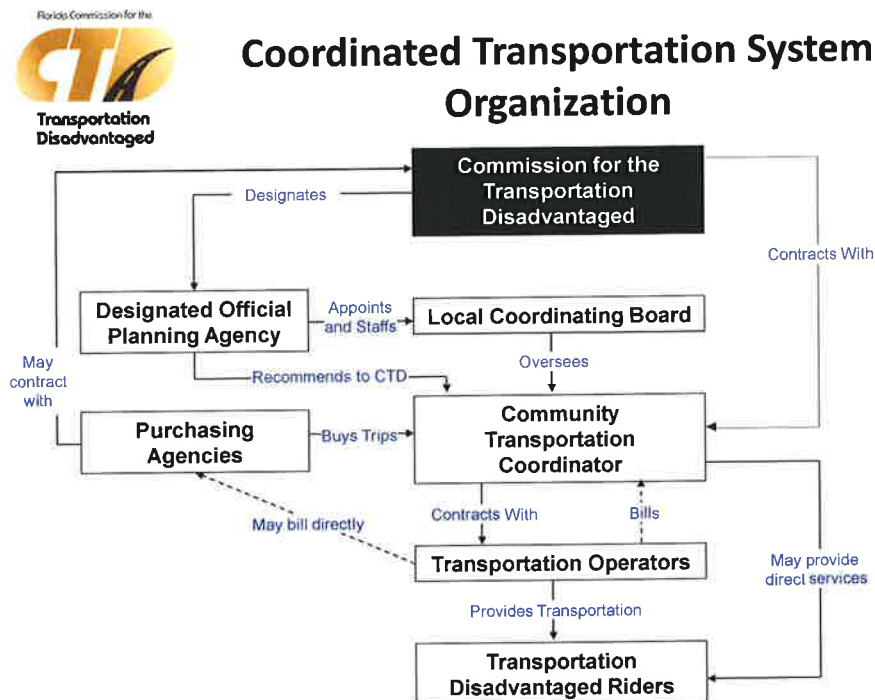 Florida Commission for the
CTD
Transportation
Disadvantaged
Coordinated Transportation System
Organization
Commission for the
Transportation
Disadvantaged
Designates
Contracts With
Designated Official
Planning Agency
Appoints
and Staffs
Local Coordinating Board
May
contract
with
Oversees
Recommends to CTD
Purchasing
Agencies
Buys Trips
Community
Transportation
Coordinator
May bill directly
Contracts With
Bills
Transportation Operators
May provide
direct services
Provides Transportation
Transportation
Disadvantaged Riders